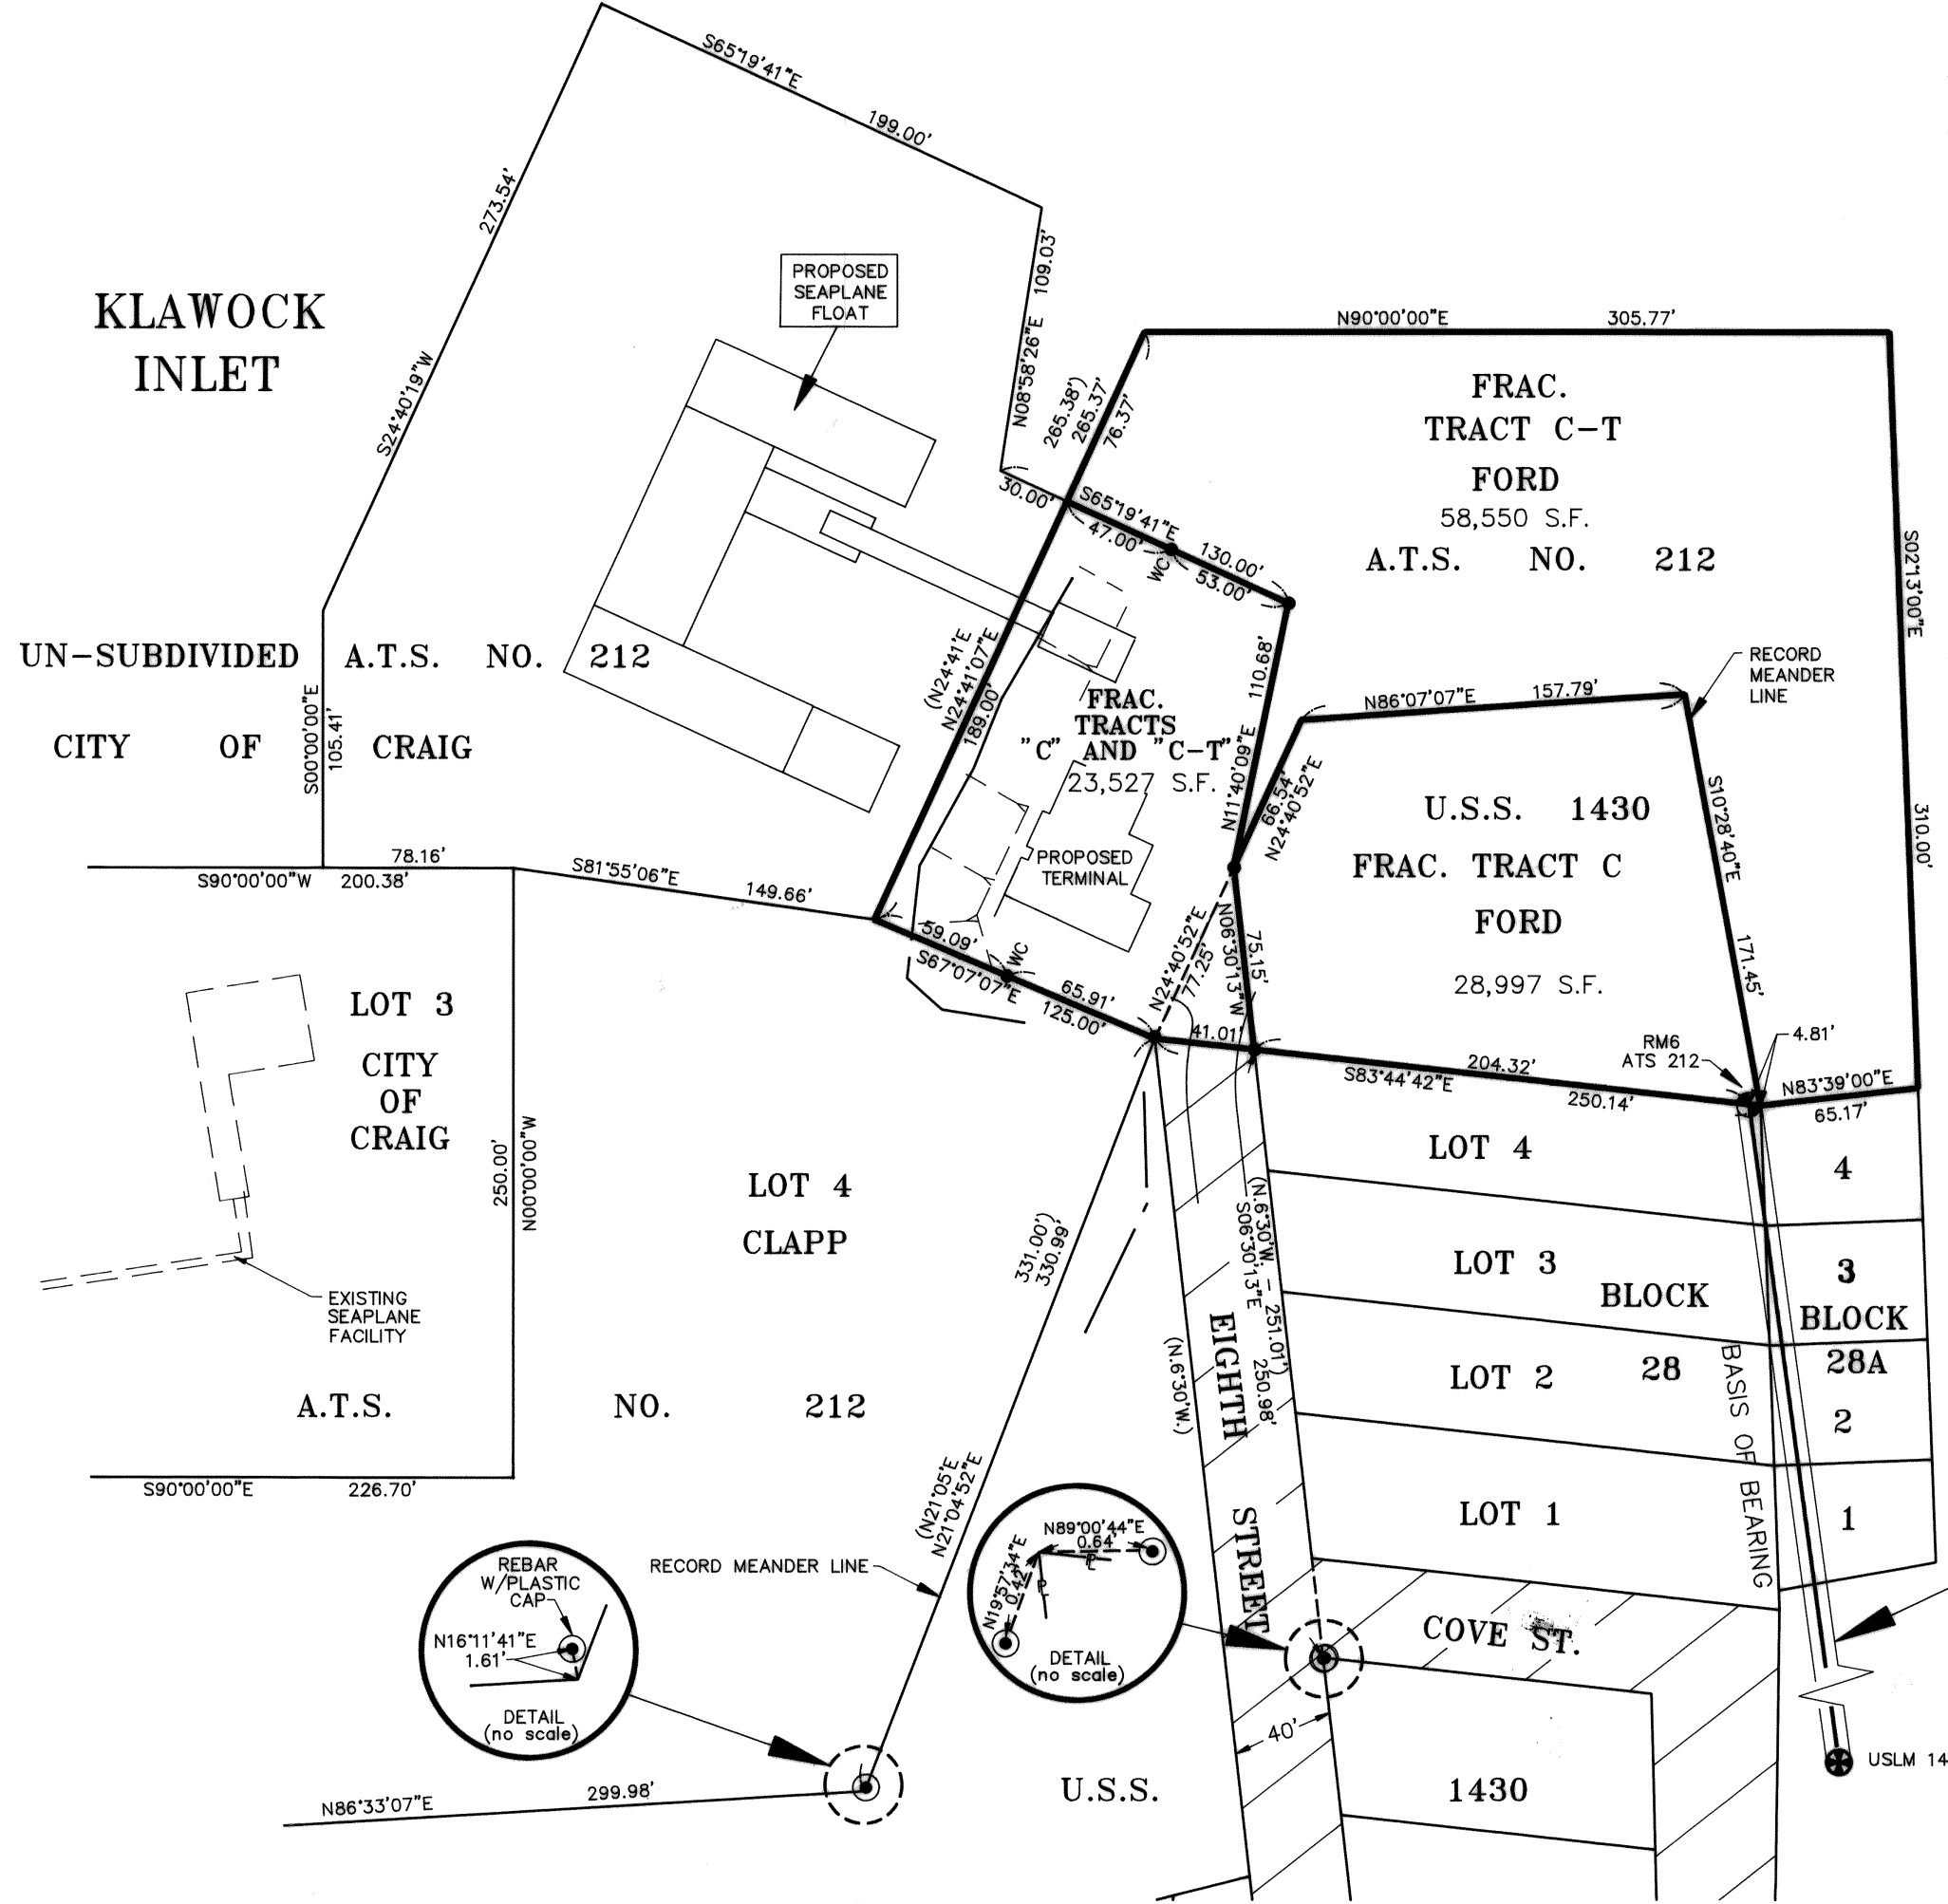 S65°19'41"E
199.00'
273.54'
S24°40'19"W
KLAWOCK
INLET
PROPOSED
SEAPLANE
FLOAT
N08°58'26"E 109.03'
265.38')
265.37'
76.37'
N90°00'00"E 305.77'
FRAC.
TRACT C-T
FORD
58,550 S.F.
A.T.S. NO. 212
30.00'
S65°19'41"E
47.00'
WC
130.00'
53.00'
S02°13'00"E
310.00'
RECORD
MEANDER
LINE
UN-SUBDIVIDED A.T.S. NO. 212
CITY OF CRAIG
S00°00'00"E
105.41'
(N24°41'E
N24°41'07"E
189.00'
FRAC.
TRACTS
"C" AND "C-T"
23,527 S.F.
N11°40'09"E 110.68'
66.54'
N24°40'52"E
N86°07'07"E 157.79'
S10°28'40"E
171.45'
U.S.S. 1430
FRAC. TRACT C
FORD
28,997 S.F.
PROPOSED
TERMINAL
78.16'
S90°00'00"W 200.38'
S81°55'06"E 149.66'
59.09'
WC
S67°07'07"E
65.91'
125.00'
N24°40'52"E
77.25'
N06°30'13"W
75.15'
41.01'
204.32'
S83°44'42"E
250.14'
RM6
ATS 212
4.81'
N83°39'00"E
65.17'
LOT 3
CITY
OF
CRAIG
250.00'
N00°00'00"W
EXISTING
SEAPLANE
FACILITY
LOT 4
CLAPP
A.T.S. NO. 212
331.00')
330.99'
(N21°05'E
N21°04'52"E
(N.6°30'W. - 251.01')
S06°30'13"E 250.98'
(N.6°30'W.)
EIGHTH
STREET
LOT 4
4
LOT 3
3
BLOCK
BLOCK
LOT 2
28
28A
2
LOT 1
1
BASIS OF BEARING
S90°00'00"E 226.70'
REBAR
W/PLASTIC
CAP
N16°11'41"E
1.61'
DETAIL
(no scale)
RECORD MEANDER LINE
N89°00'44"E
0.64'
N19°57'34"E
0.42'
DETAIL
(no scale)
COVE ST.
40'
N86°33'07"E 299.98'
U.S.S. 1430
USLM 14